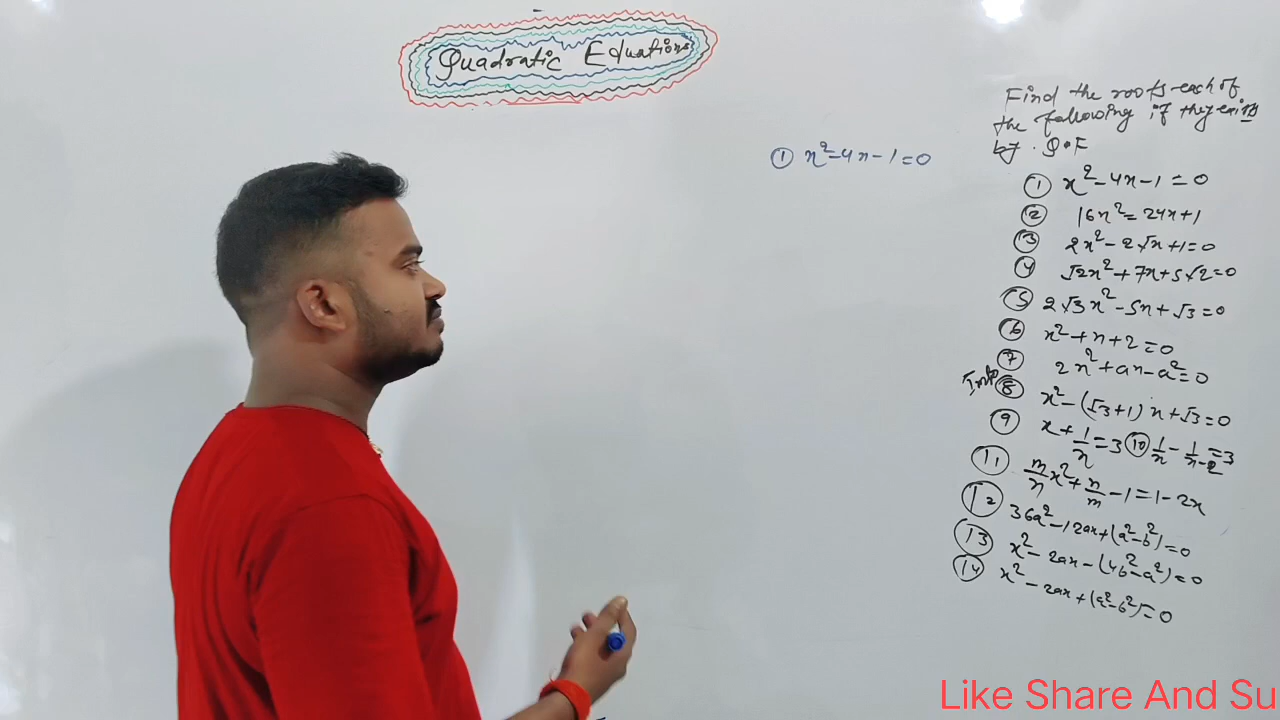 Quadratic Equations
① x²-4x-1=0
Find the roots each of
the following if they exists
by. Q.F
① x²-4x-1=0
② 16x²=24x+1
③ 2x²-2√x+1=0
④ √2x²+7x+5√2=0
⑤ 2√3x²-5x+√3=0
⑥ x²+x+2=0
⑦ 2x²+ax-a²=0
⑧ x²-(√3+1)x+√3=0
⑨ x+1/x=3 ⑩ 1/x-1/x-2=3
⑪ m/n x²+n/m-1=1-2x
⑫ 36a²-12ax+(a²-b²)=0
⑬ x²-2ax-(4b²-a²)=0
⑭ x²-2ax+(a²-b²)=0
Like Share And Su